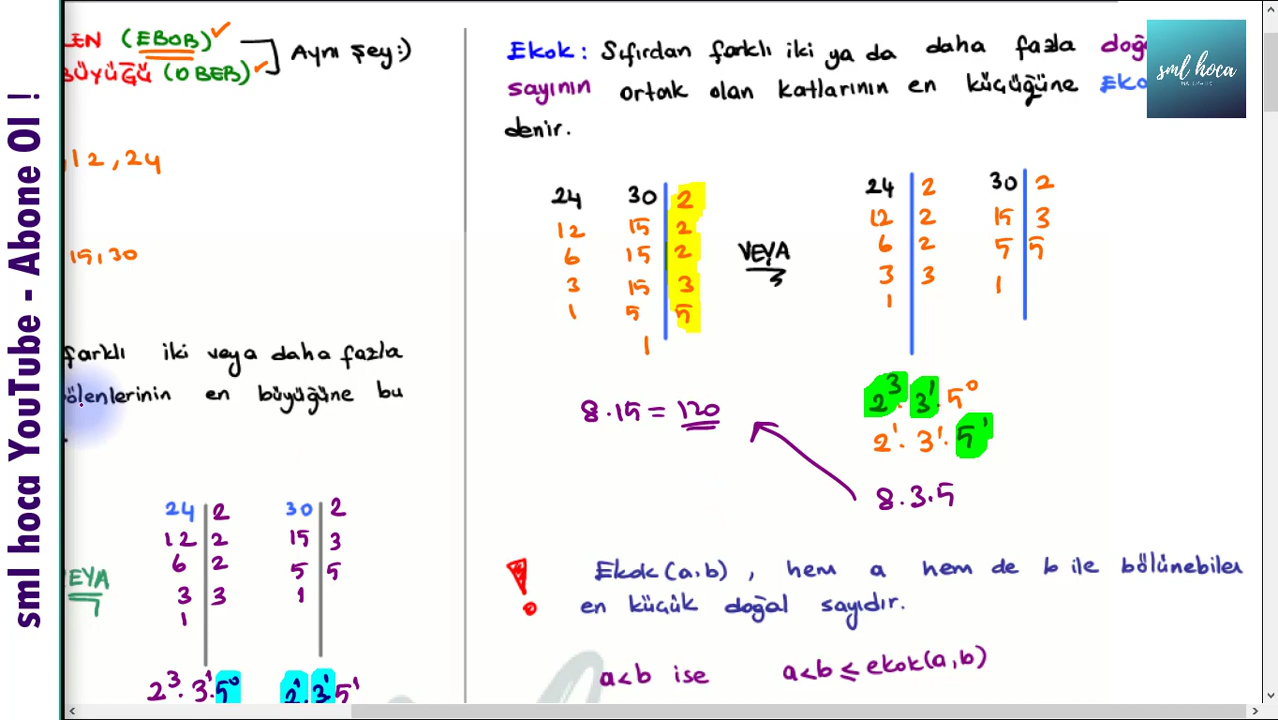 sml hoca YouTube - Abone Ol !
LEN (EBOB)
BÜYÜĞÜ (OBEB)
Aynı Şey:)
,12,24
15,30
farklı iki veya daha fazla
bölenlerinin en büyüğüne bu
VEYA
24 2
12 2
6 2
3 3
1
30 2
15 3
5 5
1
2³.3¹.5⁰
2¹.3¹.5¹
Ekok: Sıfırdan farklı iki ya da daha fazla doğ
sayının ortak olan katlarının en küçüğüne Eko
denir.
24 30 2
12 15 2
6 15 2
3 15 3
1 5 5
1
VEYA
24 2
12 2
6 2
3 3
1
30 2
15 3
5 5
1
8.15 = 120
2³.3¹.5⁰
2¹.3¹.5¹
8.3.5
! Ekok(a,b), hem a hem de b ile bölünebilen
en küçük doğal sayıdır.
a<b ise a<b≤ekok(a,b)
sml hoca